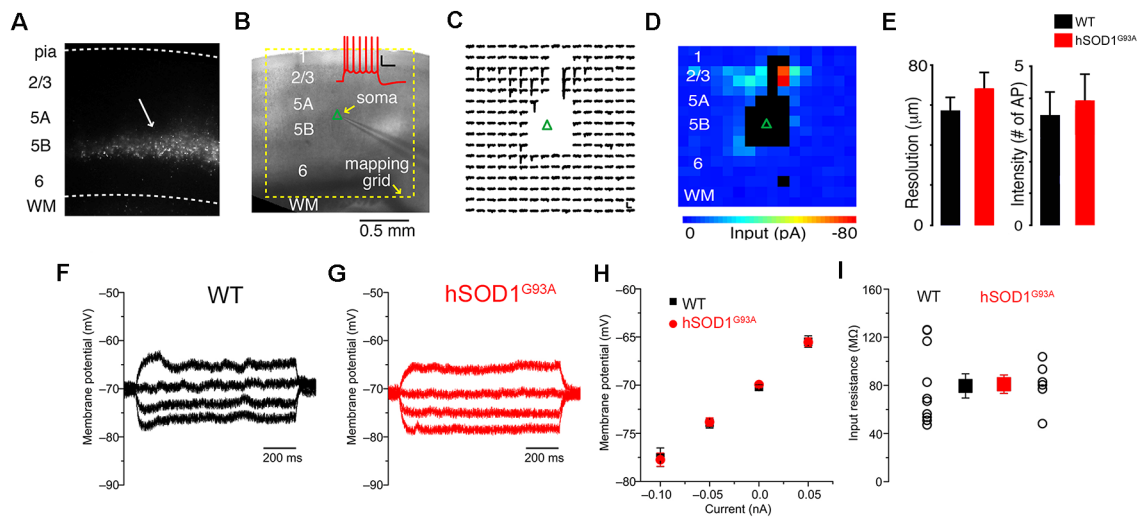 A
pia
2/3
5A
5B
6
WM
B
1
2/3
5A
soma
5B
6
mapping
grid
WM
0.5 mm
C
D
1
2/3
5A
5B
6
WM
0 Input (pA) -80
E
WT
hSOD1G93A
80
Resolution (µm)
0
5
Intensity (# of AP)
0
F
WT
Membrane potential (mV)
−50
−60
−70
−80
−90
200 ms
G
hSOD1G93A
Membrane potential (mV)
−50
−60
−70
−80
−90
200 ms
H
WT
hSOD1G93A
Membrane potential (mV)
−60
−65
−70
−75
−80
−0.10 −0.05 0.0 0.05
Current (nA)
I
WT hSOD1G93A
Input resistance (MΩ)
160
120
80
40
0